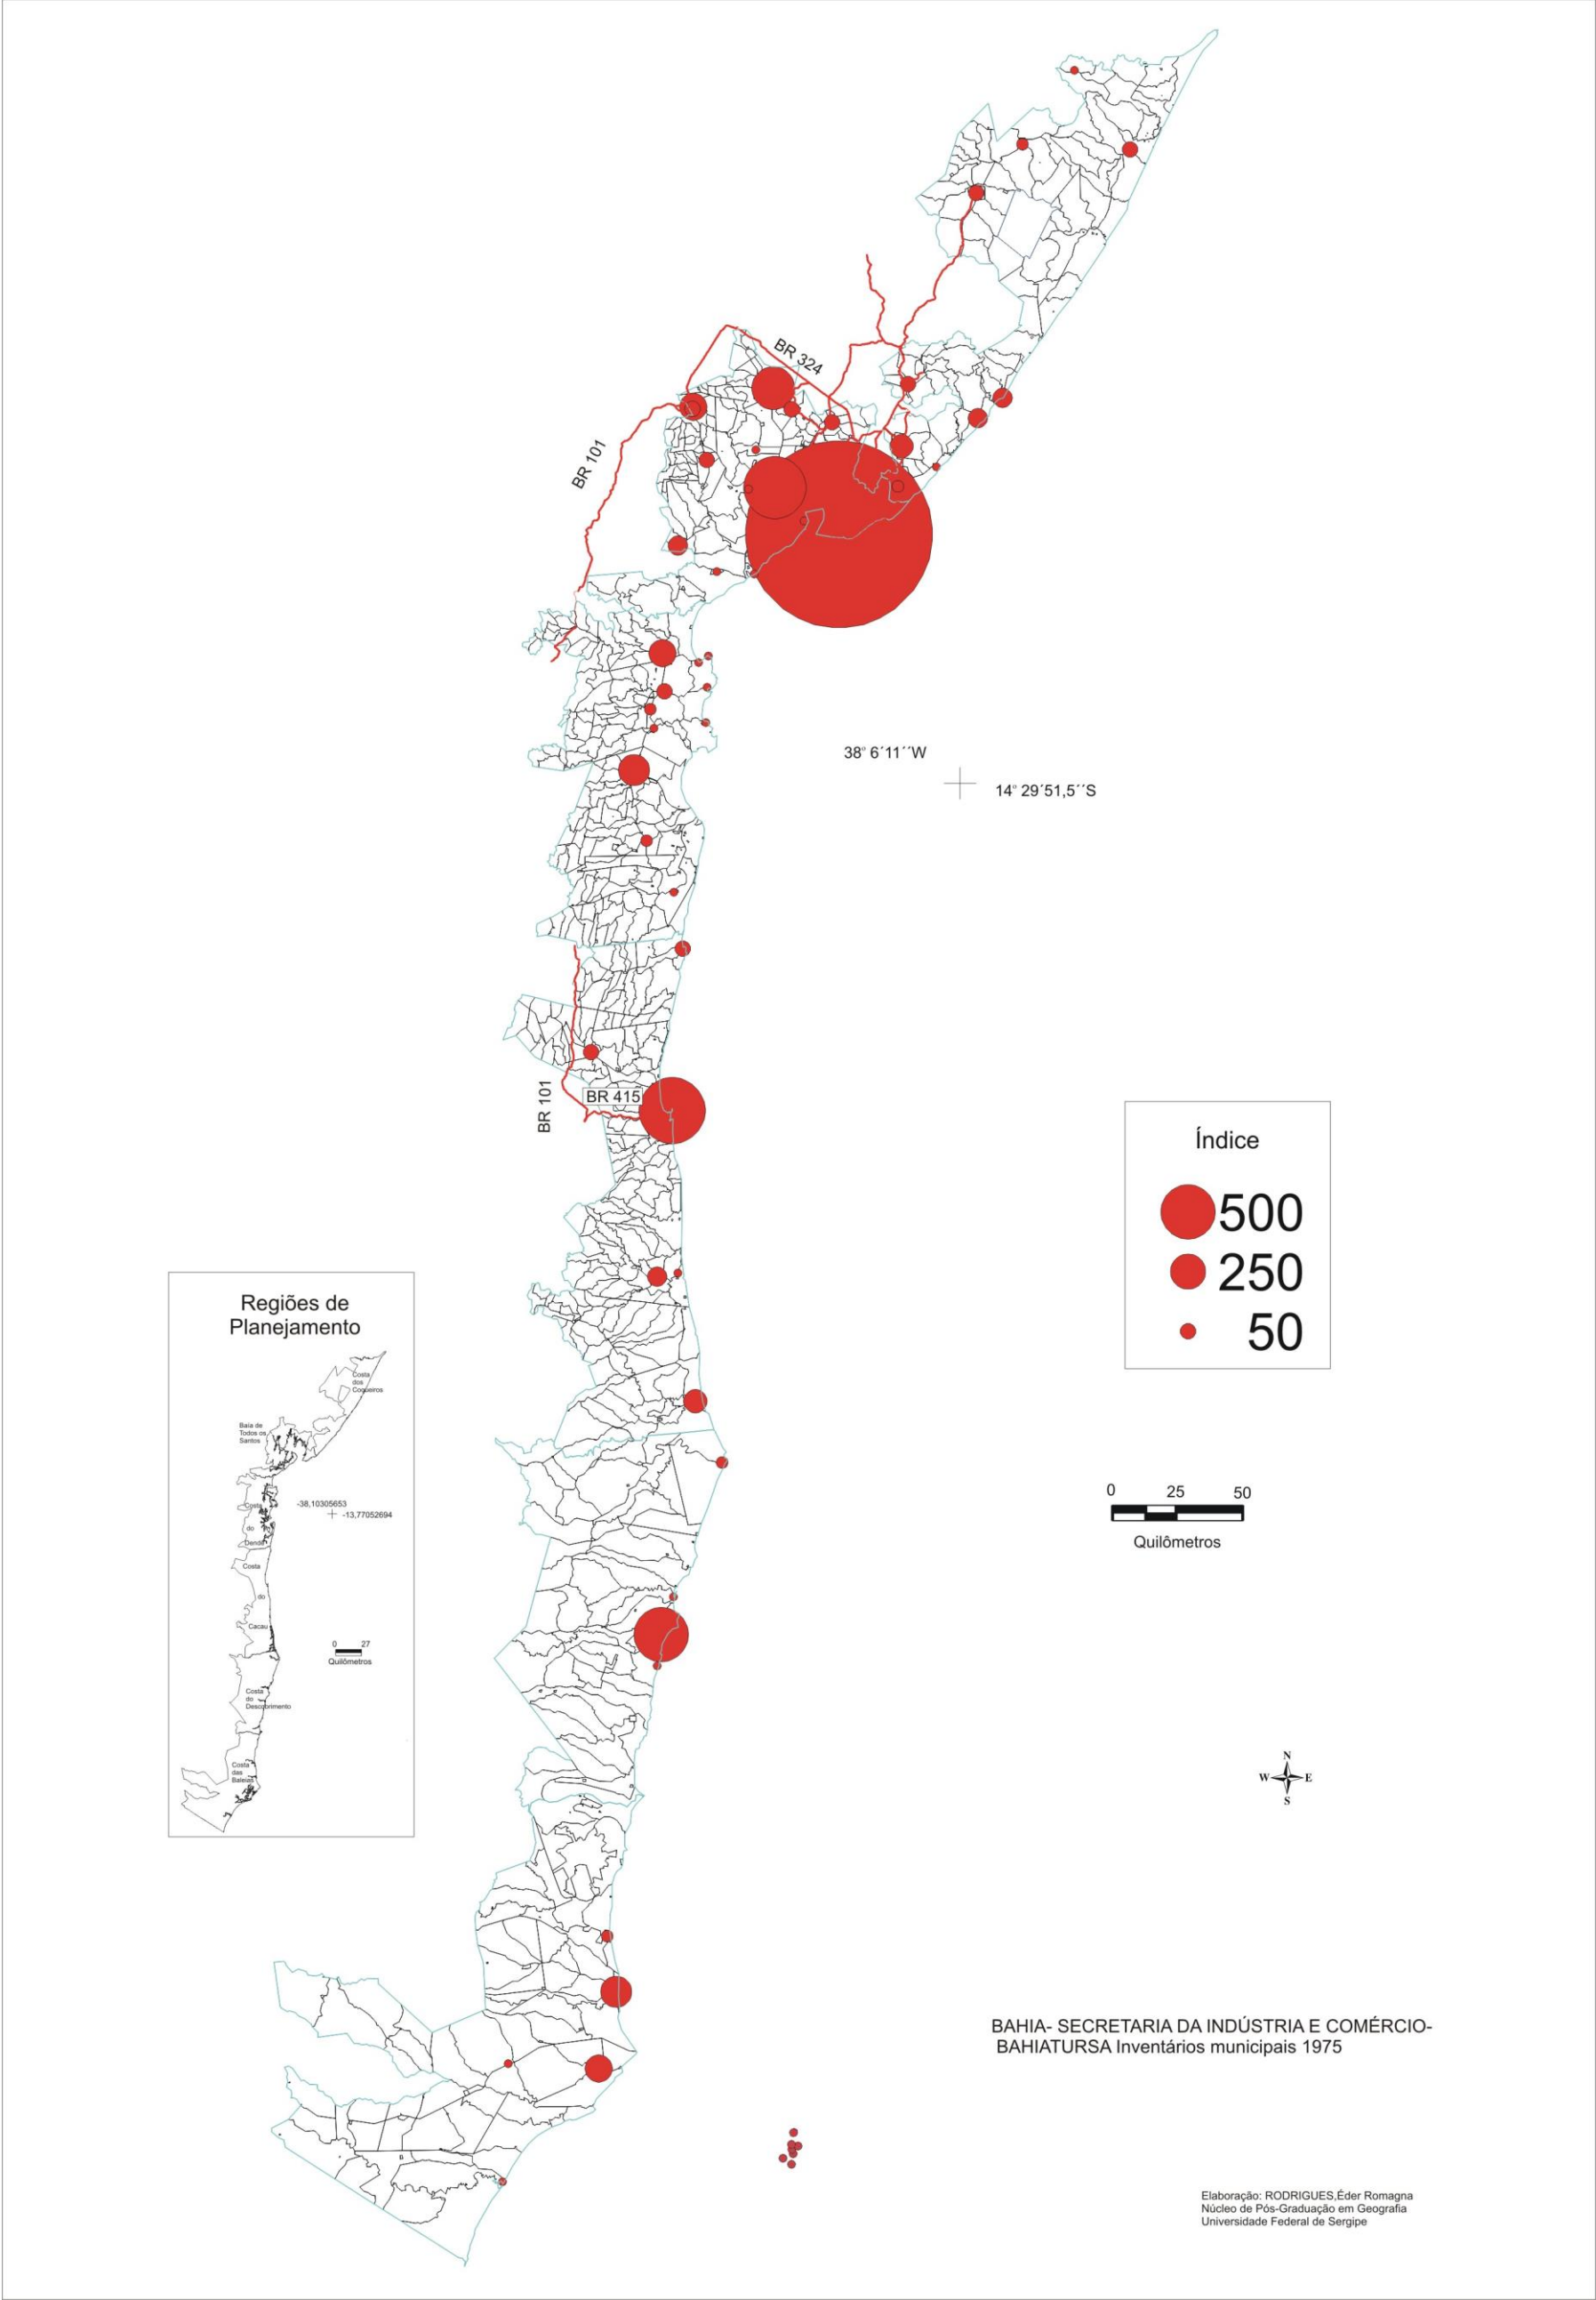 BR 324
BR 101
38° 6´11´´W
14° 29´51,5´´S
BR 101
BR 415
Índice
500
250
50
Regiões de
Planejamento
Costa
dos
Coqueiros
Baía de
Todos os
Santos
Costa
do
Dendê
-38,10305653
-13,77052694
Costa
do
Cacau
0 27
Quilômetros
Costa
do
Descobrimento
Costa
das
Baleias
0 25 50
Quilômetros
N
W E
S
BAHIA- SECRETARIA DA INDÚSTRIA E COMÉRCIO-
BAHIATURSA Inventários municipais 1975
Elaboração: RODRIGUES,Éder Romagna
Núcleo de Pós-Graduação em Geografia
Universidade Federal de Sergipe